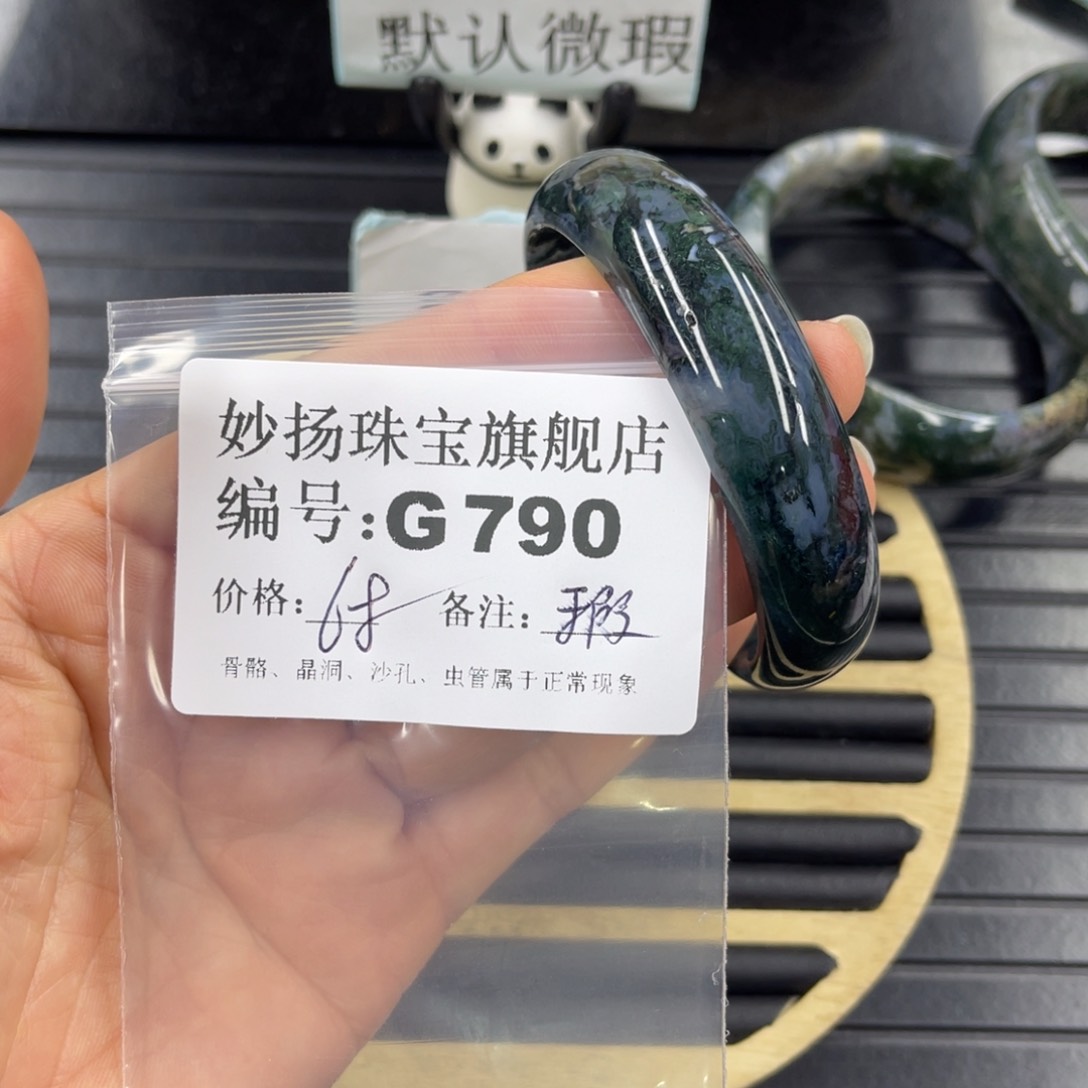 默认微瑕
妙扬珠宝旗舰店
编号:G790
价格: 68 备注: 瑕
骨骼、晶洞、沙孔、虫管属于正常现象